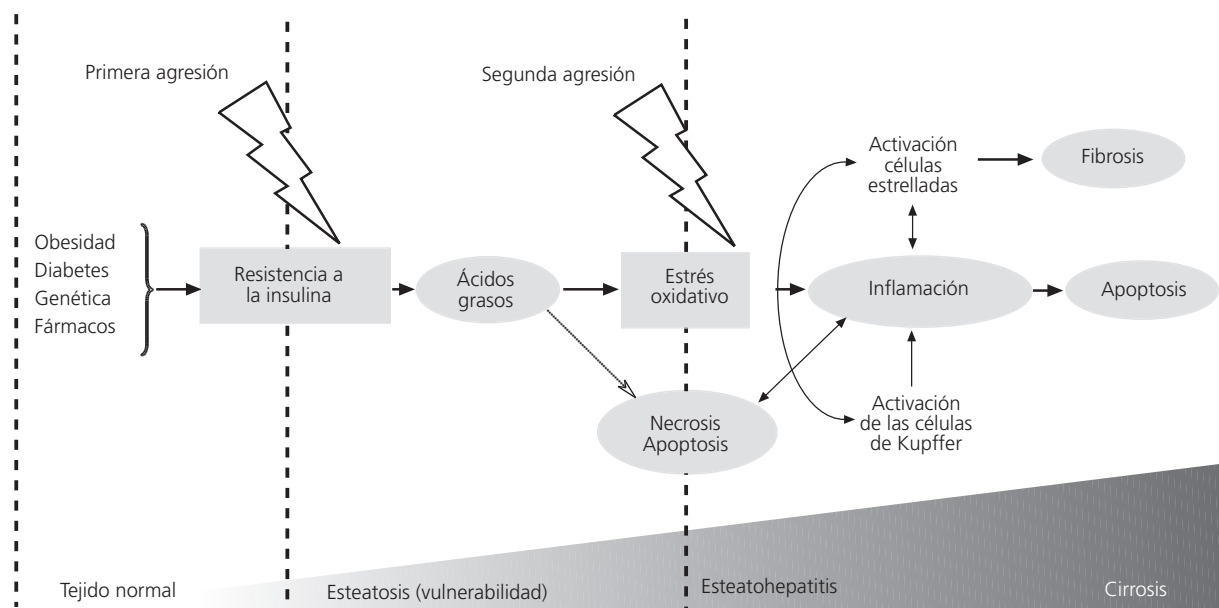 Primera agresión
Segunda agresión
Obesidad
Diabetes
Genética
Fármacos
Resistencia a
la insulina
Ácidos
grasos
Estrés
oxidativo
Necrosis
Apoptosis
Activación
células
estrelladas
Fibrosis
Inflamación
Apoptosis
Activación
de las células
de Kupffer
Tejido normal
Esteatosis (vulnerabilidad)
Esteatohepatitis
Cirrosis